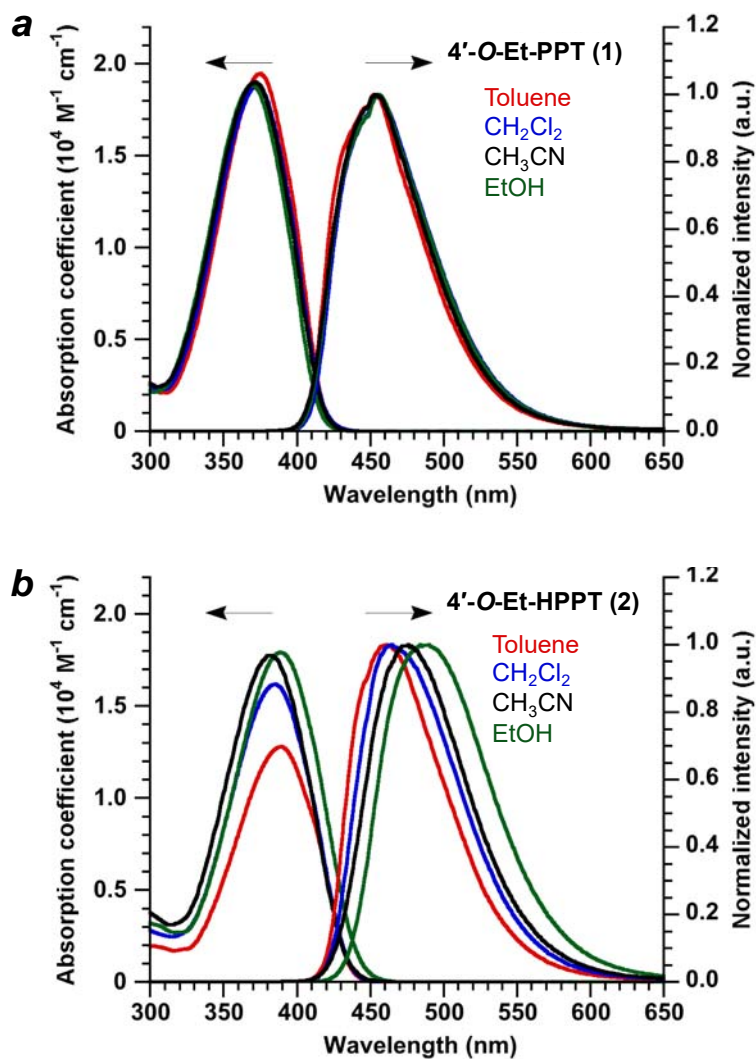 a
4′-O-Et-PPT (1)
Toluene
CH₂Cl₂
CH₃CN
EtOH
Absorption coefficient (10⁴ M⁻¹ cm⁻¹)
2.0
1.5
1.0
0.5
0
Normalized intensity (a.u.)
1.2
1.0
0.8
0.6
0.4
0.2
0.0
300 350 400 450 500 550 600 650
Wavelength (nm)
b
4′-O-Et-HPPT (2)
Toluene
CH₂Cl₂
CH₃CN
EtOH
Absorption coefficient (10⁴ M⁻¹ cm⁻¹)
2.0
1.5
1.0
0.5
0
Normalized intensity (a.u.)
1.2
1.0
0.8
0.6
0.4
0.2
0.0
300 350 400 450 500 550 600 650
Wavelength (nm)